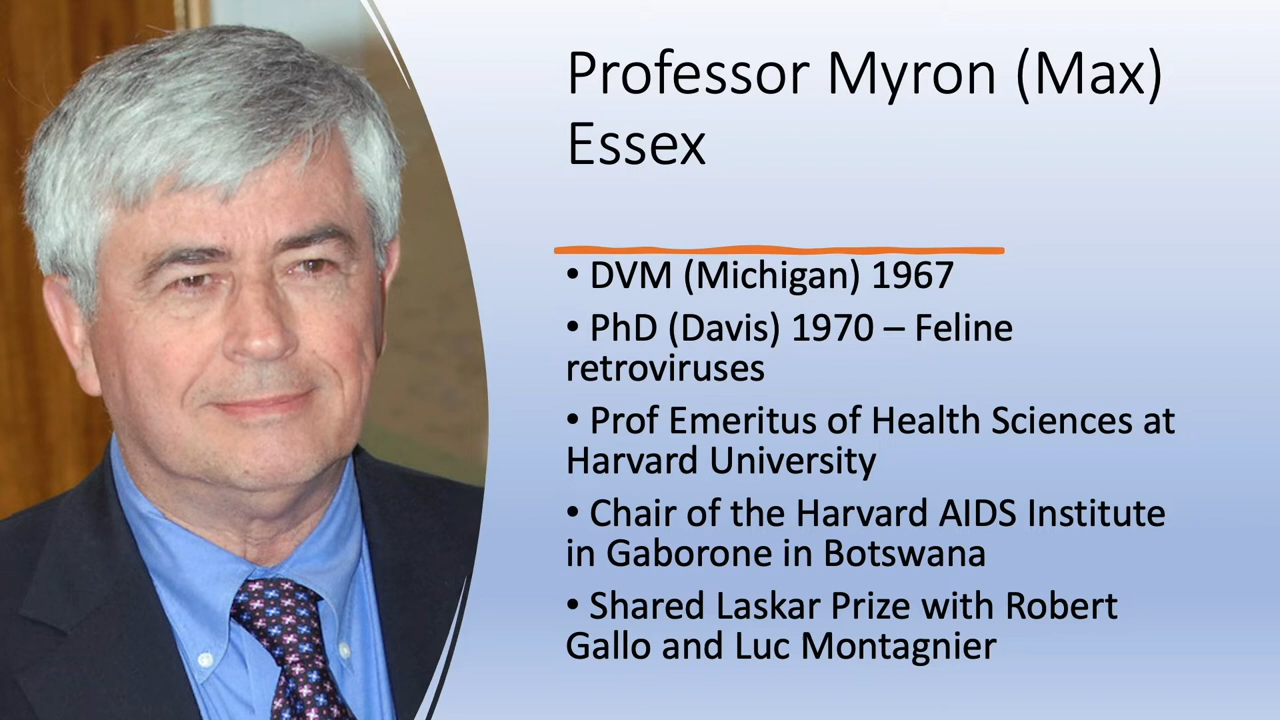 Professor Myron (Max)
Essex
• DVM (Michigan) 1967
• PhD (Davis) 1970 – Feline
retroviruses
• Prof Emeritus of Health Sciences at
Harvard University
• Chair of the Harvard AIDS Institute
in Gaborone in Botswana
• Shared Laskar Prize with Robert
Gallo and Luc Montagnier